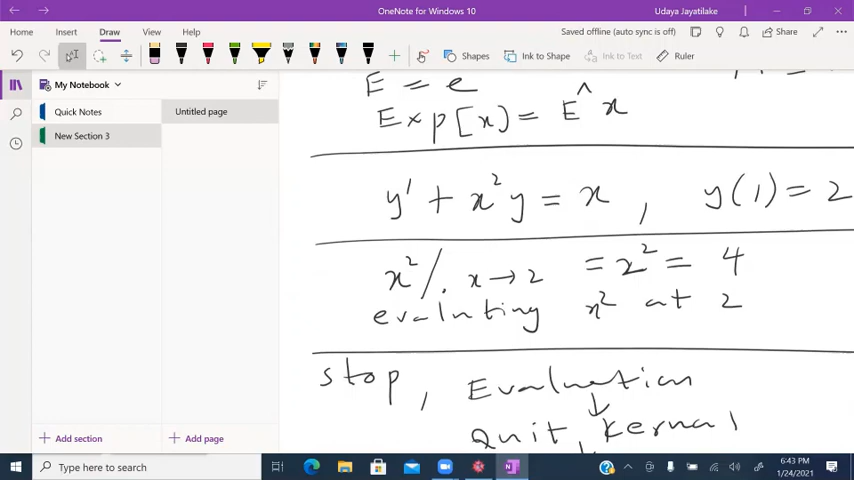 OneNote for Windows 10
Udaya Jayatilake
Home Insert Draw View Help
Saved offline (auto sync is off) Share
Shapes Ink to Shape Ink to Text Ruler
My Notebook
Quick Notes
New Section 3
Untitled page
E = e
Exp[x] = E^x
y' + x²y = x , y(1) = 2
x² /. x → 2 = 2² = 4
evaluting x² at 2
stop, Evaluation
↓
Quit, Kernal
Add section Add page
Type here to search
6:43 PM
1/24/2021